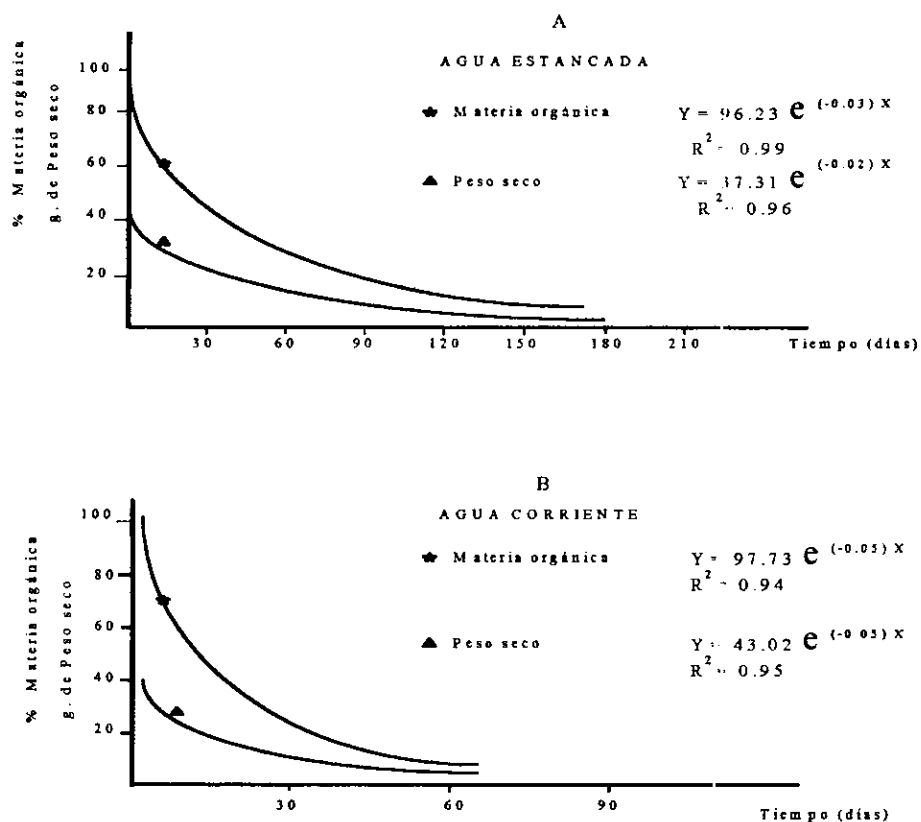 A
AGUA ESTANCADA
% Materia orgánica
g. de Peso seco
100
80
60
40
20
Materia orgánica
Y = 96.23 e (-0.03) X
R² = 0.99
Peso seco
Y = 37.31 e (-0.02) X
R² = 0.96
30 60 90 120 150 180 210
Tiempo (días)
B
AGUA CORRIENTE
% Materia orgánica
g. de Peso seco
100
80
60
40
20
Materia orgánica
Y = 97.73 e (-0.05) X
R² = 0.94
Peso seco
Y = 43.02 e (-0.05) X
R² = 0.95
30 60 90
Tiempo (días)